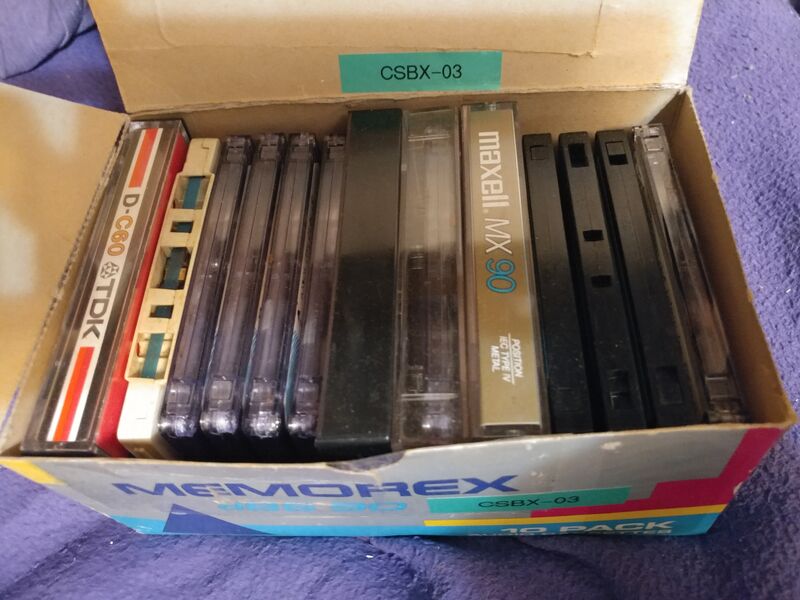 CSBX-03
D-C60 TDK
maxell MX 90
POSITION
IEC TYPE IV
METAL
MEMOREX
CSBX-03
10 PACK